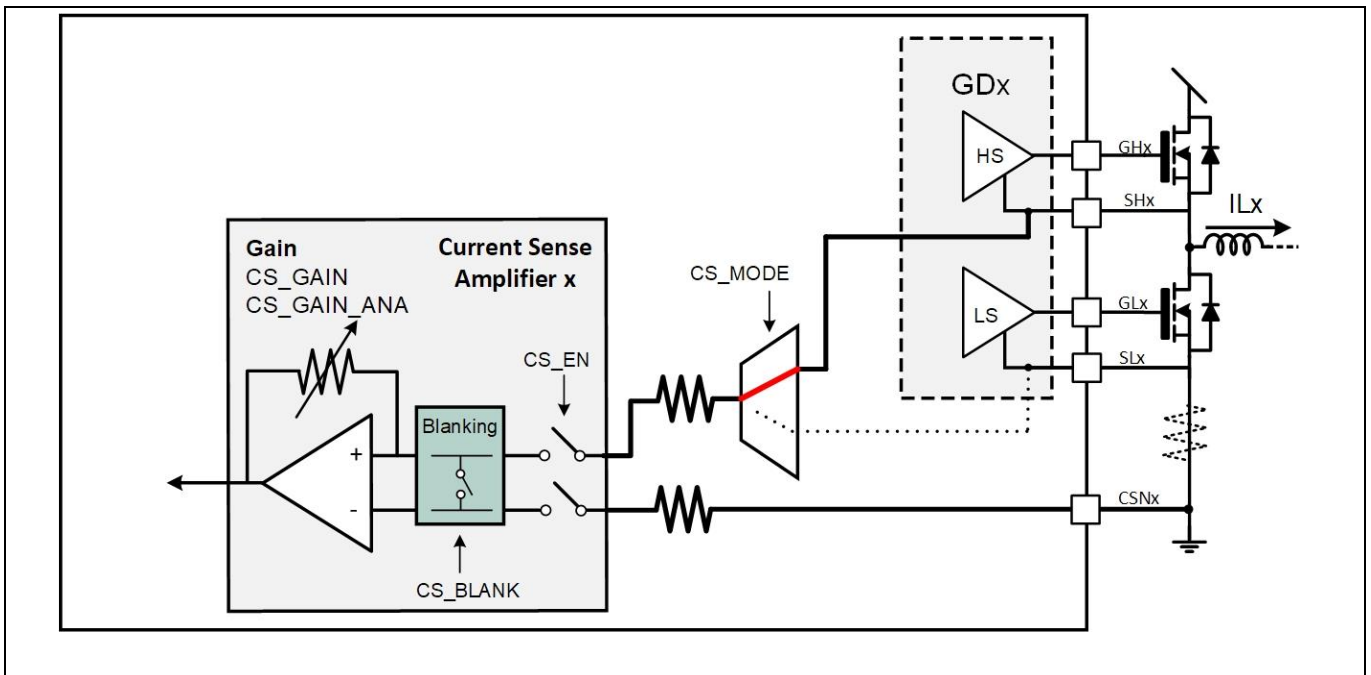 GDx
HS
GHx
SHx
ILx
Gain
CS_GAIN
CS_GAIN_ANA
Current Sense
Amplifier x
CS_MODE
LS
GLx
SLx
CS_EN
Blanking
+
-
CSNx
CS_BLANK